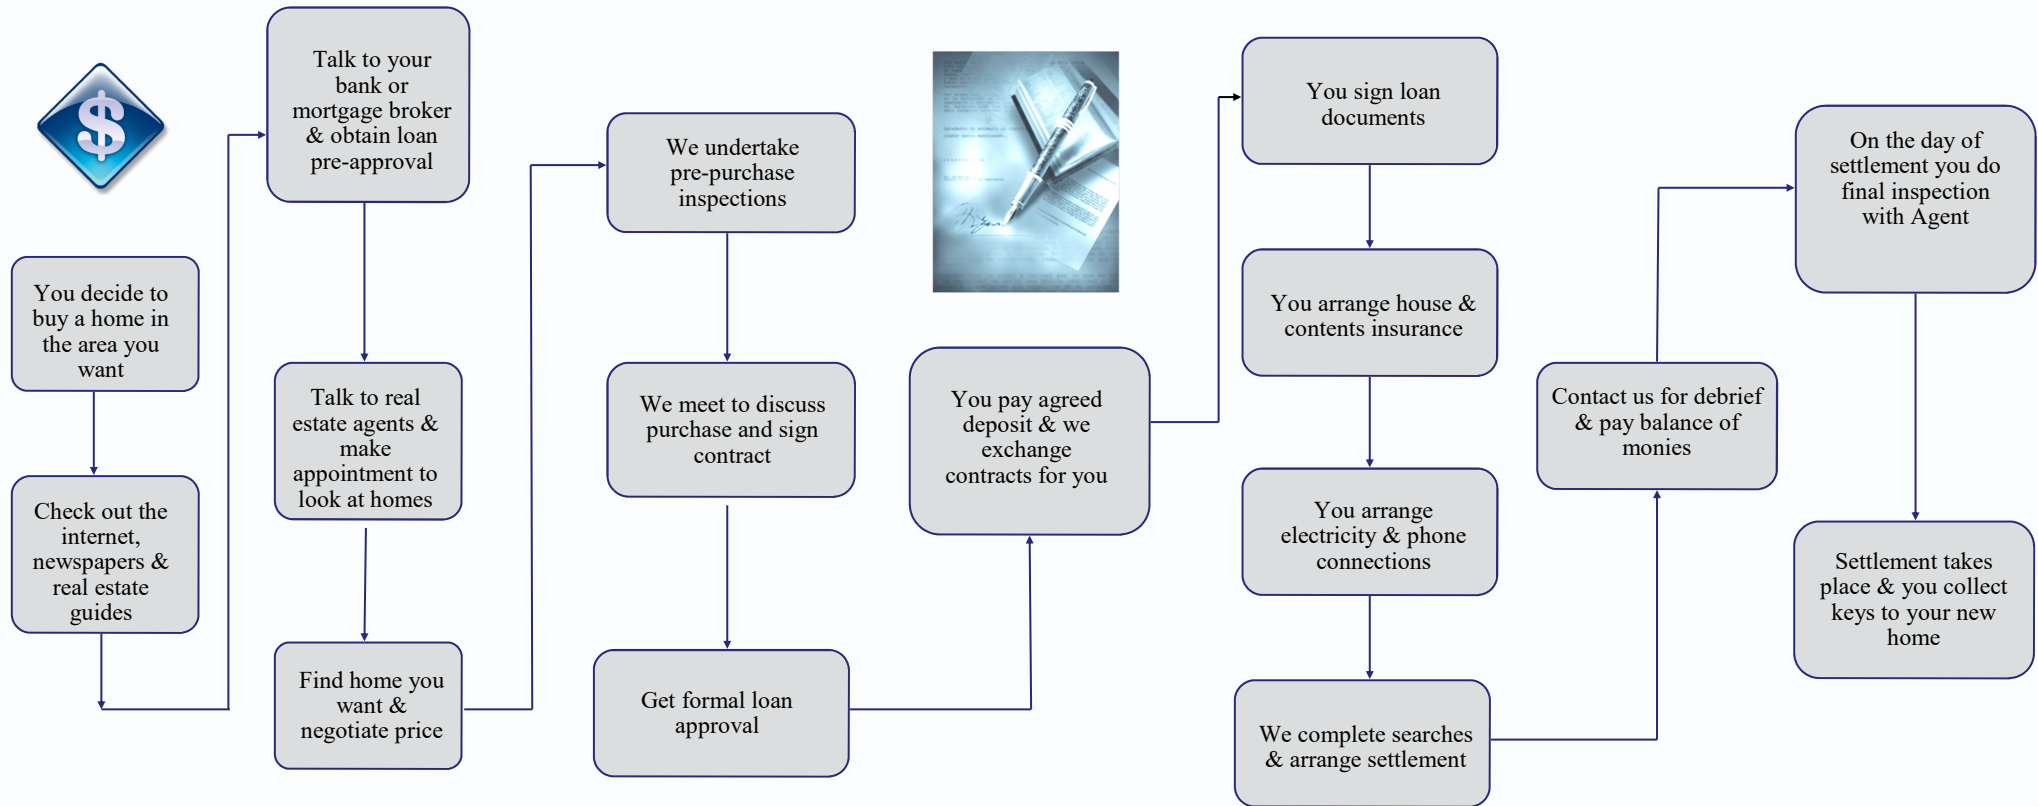 $
You decide to
buy a home in
the area you
want
Check out the
internet,
newspapers &
real estate
guides
Talk to your
bank or
mortgage broker
& obtain loan
pre-approval
Talk to real
estate agents &
make
appointment to
look at homes
Find home you
want &
negotiate price
We undertake
pre-purchase
inspections
We meet to discuss
purchase and sign
contract
Get formal loan
approval
You pay agreed
deposit & we
exchange
contracts for you
You sign loan
documents
You arrange house &
contents insurance
You arrange
electricity & phone
connections
We complete searches
& arrange settlement
Contact us for debrief
& pay balance of
monies
On the day of
settlement you do
final inspection
with Agent
Settlement takes
place & you collect
keys to your new
home